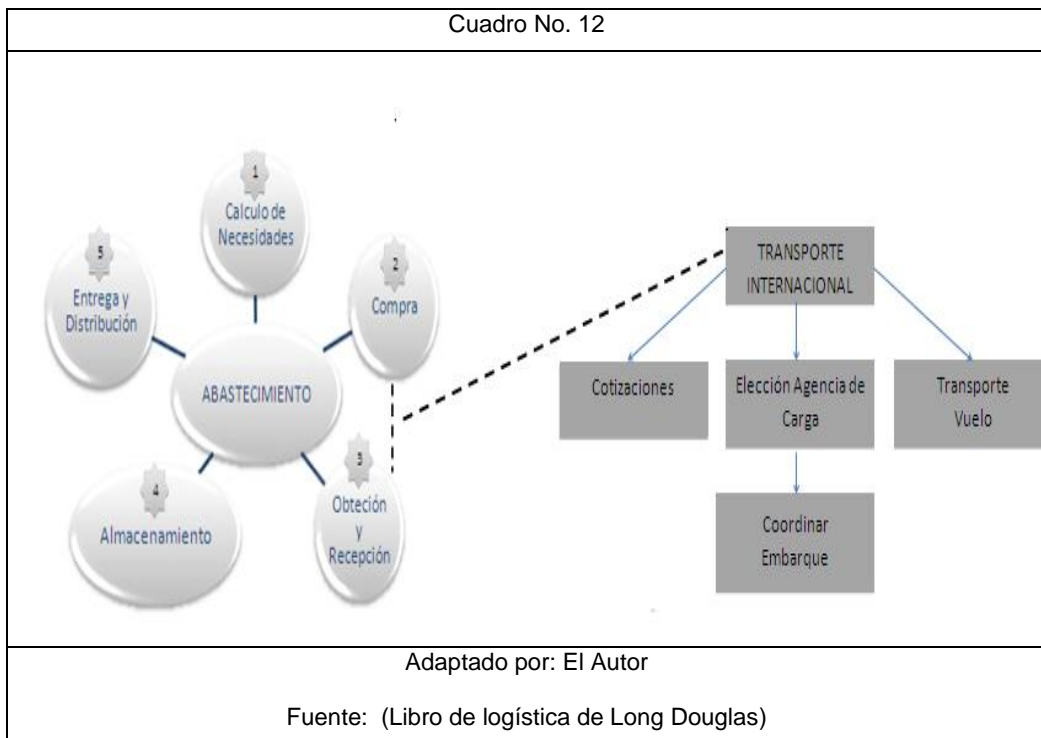 Cuadro No. 12
1
Calculo de
Necesidades
2
Compra
3
Obteción
y
Recepción
4
Almacenamiento
5
Entrega y
Distribución
ABASTECIMIENTO
TRANSPORTE
INTERNACIONAL
Cotizaciones
Elección Agencia de
Carga
Transporte
Vuelo
Coordinar
Embarque
Adaptado por: El Autor
Fuente:  (Libro de logística de Long Douglas)